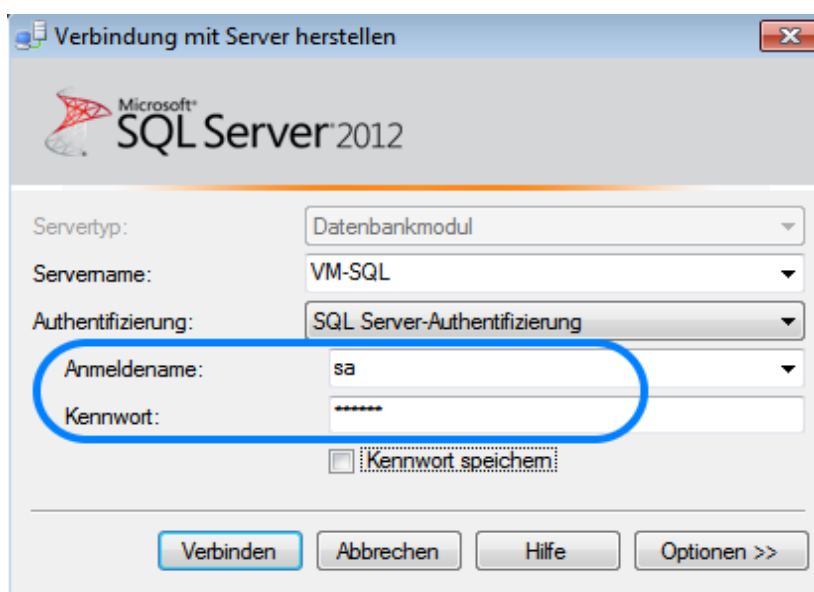 Verbindung mit Server herstellen
Microsoft®
SQL Server® 2012
Servertyp: Datenbankmodul
Servername: VM-SQL
Authentifizierung: SQL Server-Authentifizierung
Anmeldename: sa
Kennwort: ******
Kennwort speichern
Verbinden Abbrechen Hilfe Optionen >>